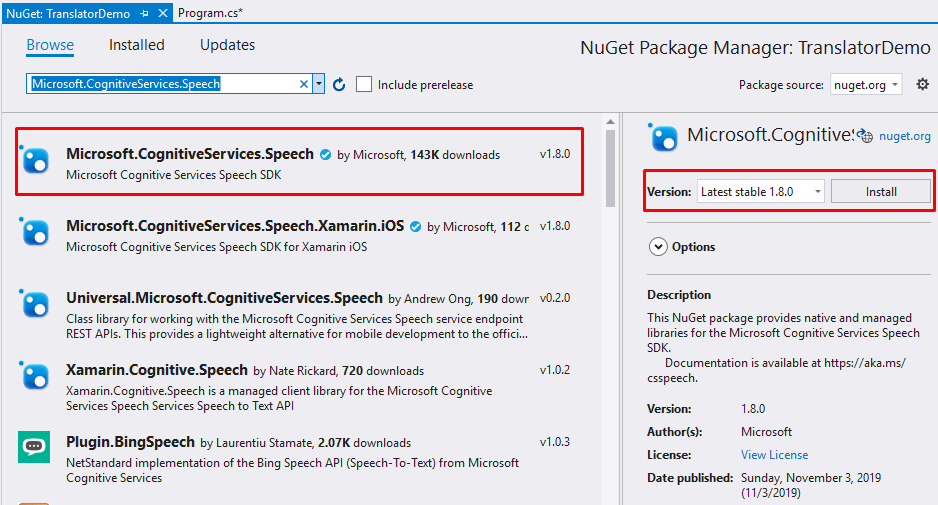 NuGet: TranslatorDemo
Program.cs*
Browse
Installed
Updates
NuGet Package Manager: TranslatorDemo
Microsoft.CognitiveServices.Speech
Include prerelease
Package source: nuget.org
Microsoft.CognitiveServices.Speech by Microsoft, 143K downloads v1.8.0
Microsoft Cognitive Services Speech SDK
Microsoft.CognitiveServices.Speech.Xamarin.iOS by Microsoft, 112 d v1.8.0
Microsoft Cognitive Services Speech SDK for Xamarin iOS
Universal.Microsoft.CognitiveServices.Speech by Andrew Ong, 190 down v0.2.0
Class library for working with the Microsoft Cognitive Services Speech service endpoint
REST APIs. This provides a lightweight alternative for mobile development to the offici...
Xamarin.Cognitive.Speech by Nate Rickard, 720 downloads v1.0.2
Xamarin.Cognitive.Speech is a managed client library for the Microsoft Cognitive
Services Speech Services Speech to Text API
Plugin.BingSpeech by Laurentiu Stamate, 2.07K downloads v1.0.3
NetStandard implementation of the Bing Speech API (Speech-To-Text) from Microsoft
Cognitive Services
Microsoft.Cognitive nuget.org
Version: Latest stable 1.8.0 Install
Options
Description
This NuGet package provides native and managed
libraries for the Microsoft Cognitive Services Speech
SDK.
Documentation is available at https://aka.ms/
csspeech.
Version: 1.8.0
Author(s): Microsoft
License: View License
Date published: Sunday, November 3, 2019
(11/3/2019)